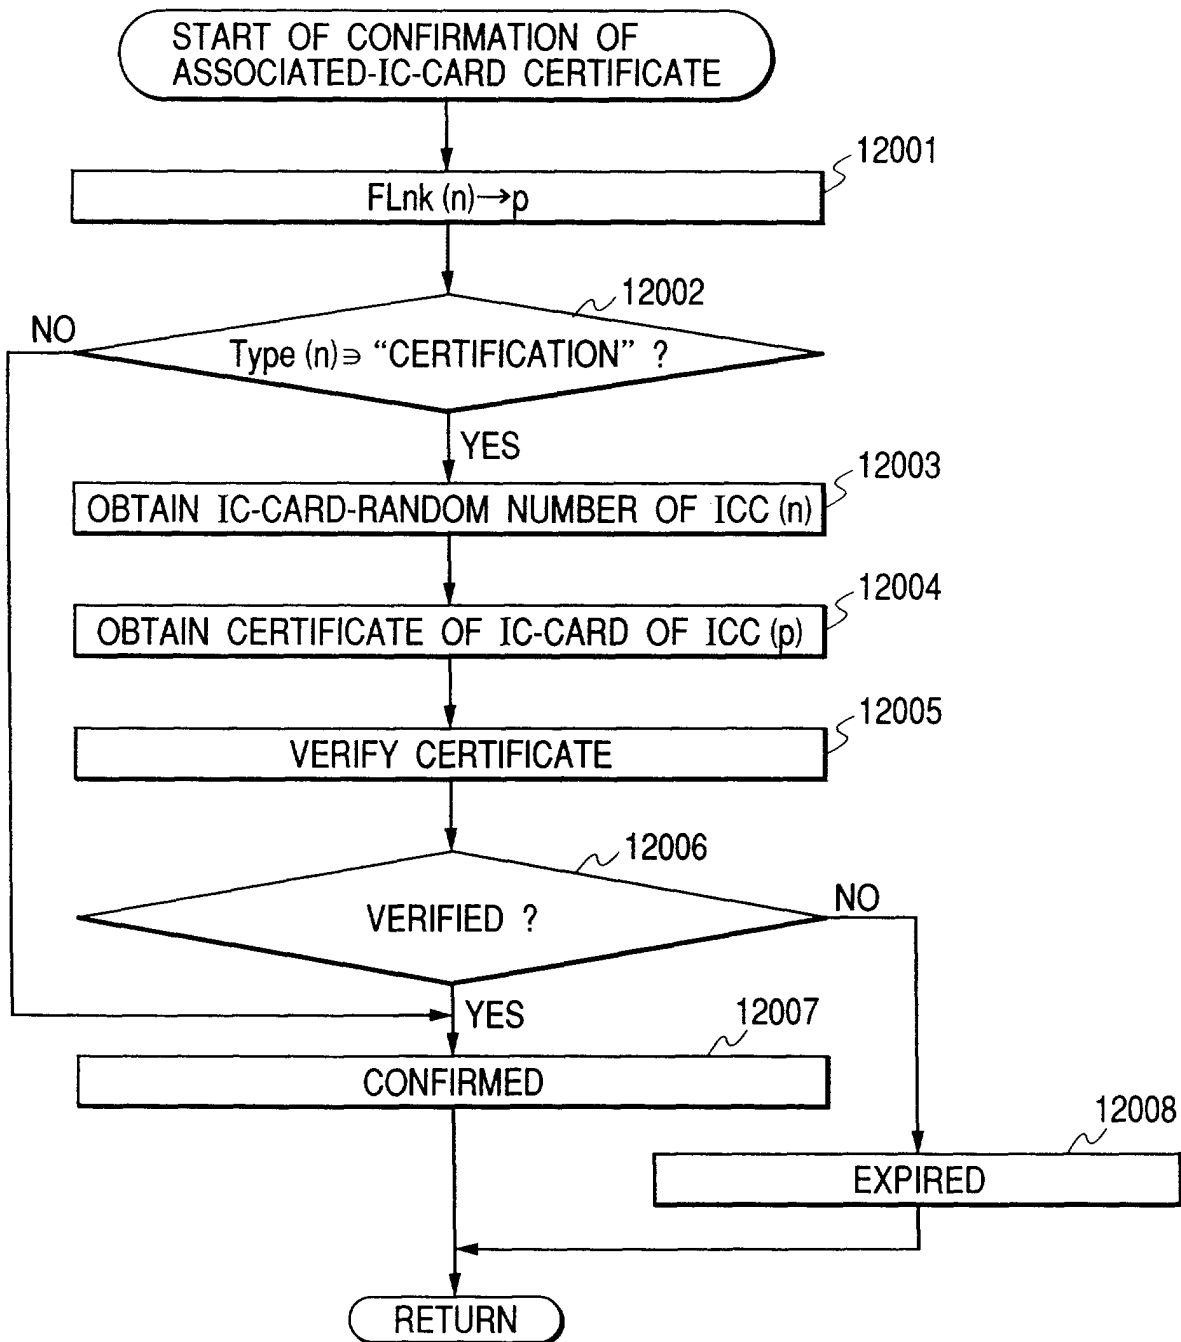 START OF CONFIRMATION OF
ASSOCIATED-IC-CARD CERTIFICATE
12001
FLnk (n)→p
12002
NO
Type (n)∋ “CERTIFICATION” ?
YES
12003
OBTAIN IC-CARD-RANDOM NUMBER OF ICC (n)
12004
OBTAIN CERTIFICATE OF IC-CARD OF ICC (p)
12005
VERIFY CERTIFICATE
12006
NO
VERIFIED ?
YES
12007
CONFIRMED
12008
EXPIRED
RETURN